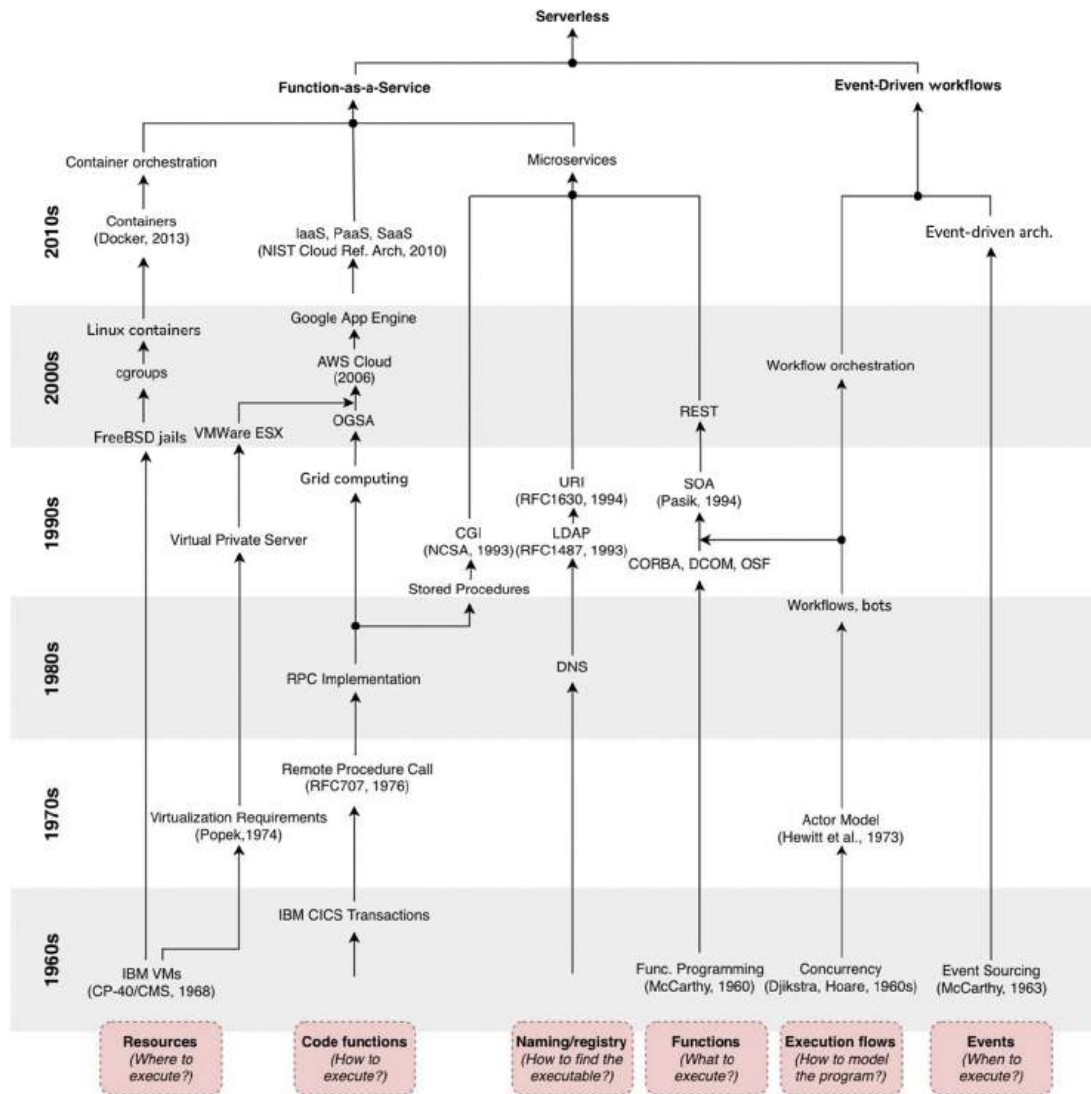 Serverless
Function-as-a-Service
Event-Driven workflows
Container orchestration
Microservices
2010s
Containers
(Docker, 2013)
IaaS, PaaS, SaaS
(NIST Cloud Ref. Arch, 2010)
Event-driven arch.
2000s
Linux containers
cgroups
FreeBSD jails
VMWare ESX
Google App Engine
AWS Cloud
(2006)
OGSA
REST
Workflow orchestration
1990s
Grid computing
Virtual Private Server
CGI
(NCSA, 1993)
Stored Procedures
URI
(RFC1630, 1994)
LDAP
(RFC1487, 1993)
SOA
(Pasik, 1994)
CORBA, DCOM, OSF
Workflows, bots
1980s
RPC Implementation
DNS
1970s
Remote Procedure Call
(RFC707, 1976)
Virtualization Requirements
(Popek,1974)
Actor Model
(Hewitt et al., 1973)
1960s
IBM CICS Transactions
IBM VMs
(CP-40/CMS, 1968)
Func. Programming
(McCarthy, 1960)
Concurrency
(Djikstra, Hoare, 1960s)
Event Sourcing
(McCarthy, 1963)
Resources
(Where to
execute?)
Code functions
(How to
execute?)
Naming/registry
(How to find the
executable?)
Functions
(What to
execute?)
Execution flows
(How to model
the program?)
Events
(When to
execute?)